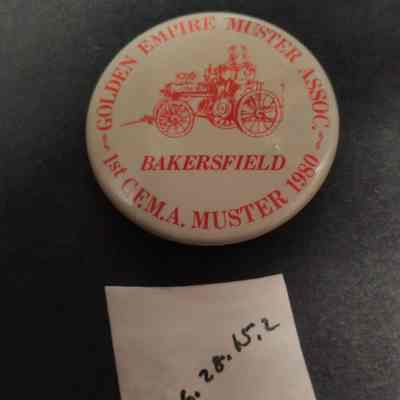 ~GOLDEN EMPIRE MUSTER ASSOC.~
BAKERSFIELD
1st C.F.M.A. MUSTER 1980
6.28.15.2